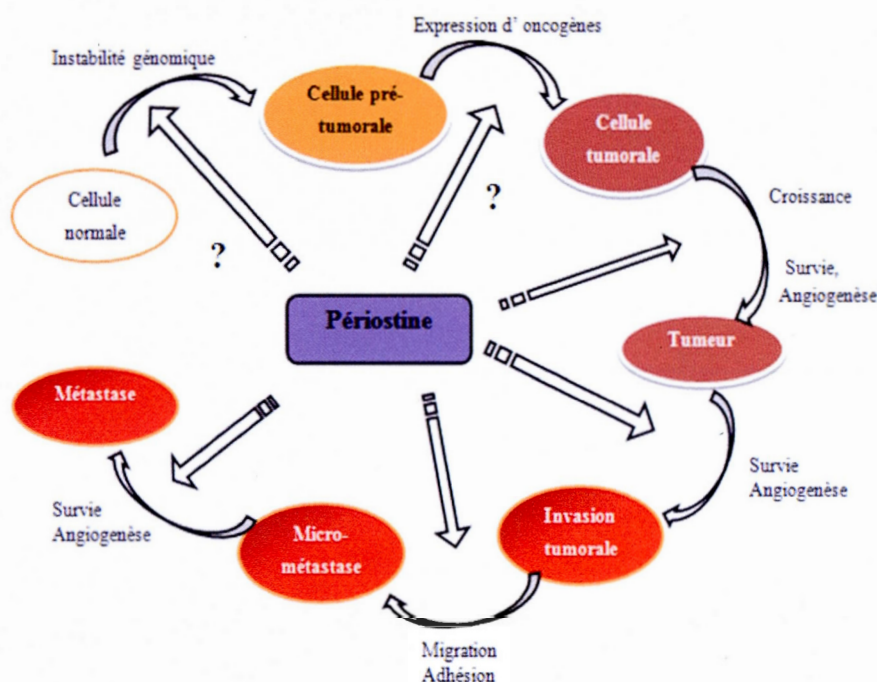 Expression d' oncogènes
Instabilité génomique
Cellule pré-
tumorale
Cellule
tumorale
Cellule
normale
?
?
Croissance
Survie,
Angiogenèse
Périostine
Tumeur
Métastase
Survie
Angiogenèse
Survie
Angiogenèse
Micro-
métastase
Invasion
tumorale
Migration
Adhésion